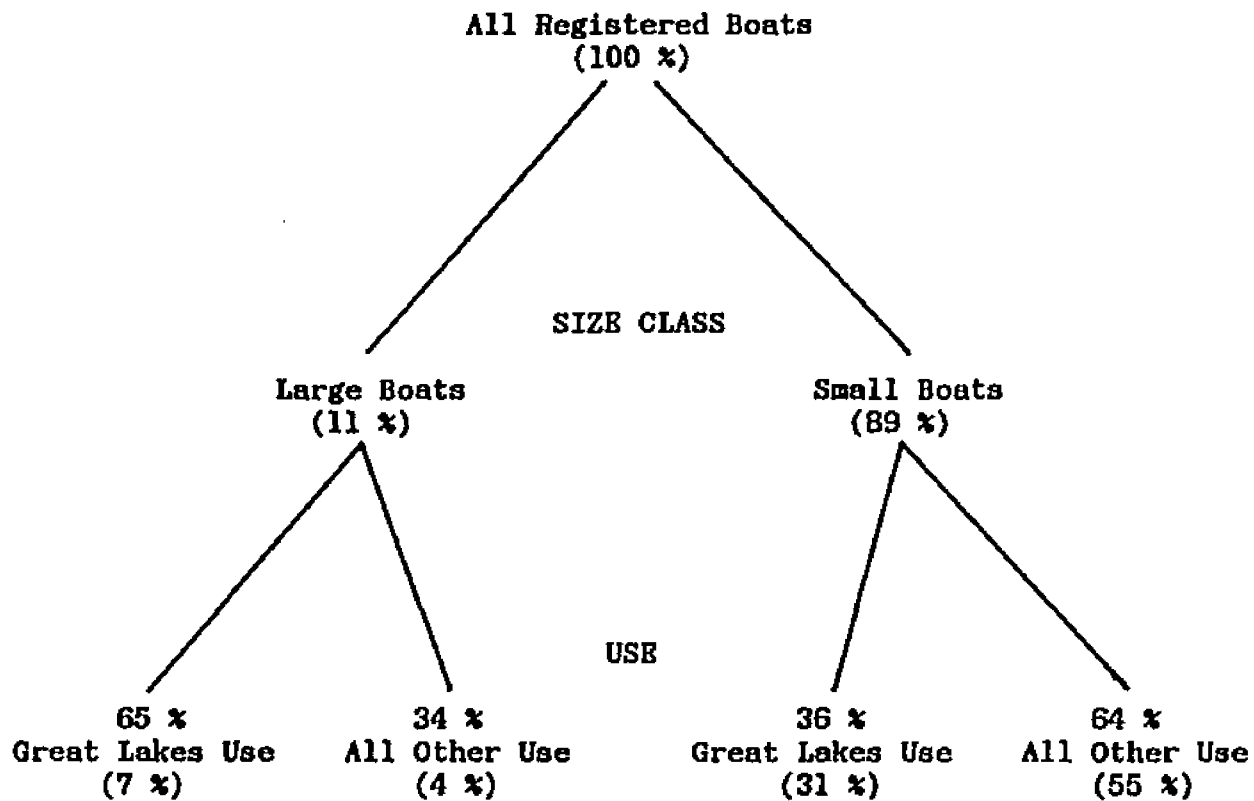 All Registered Boats
(100 %)
SIZE CLASS
Large Boats
(11 %)
Small Boats
(89 %)
USE
65 %
Great Lakes Use
(7 %)
34 %
All Other Use
(4 %)
36 %
Great Lakes Use
(31 %)
64 %
All Other Use
(55 %)